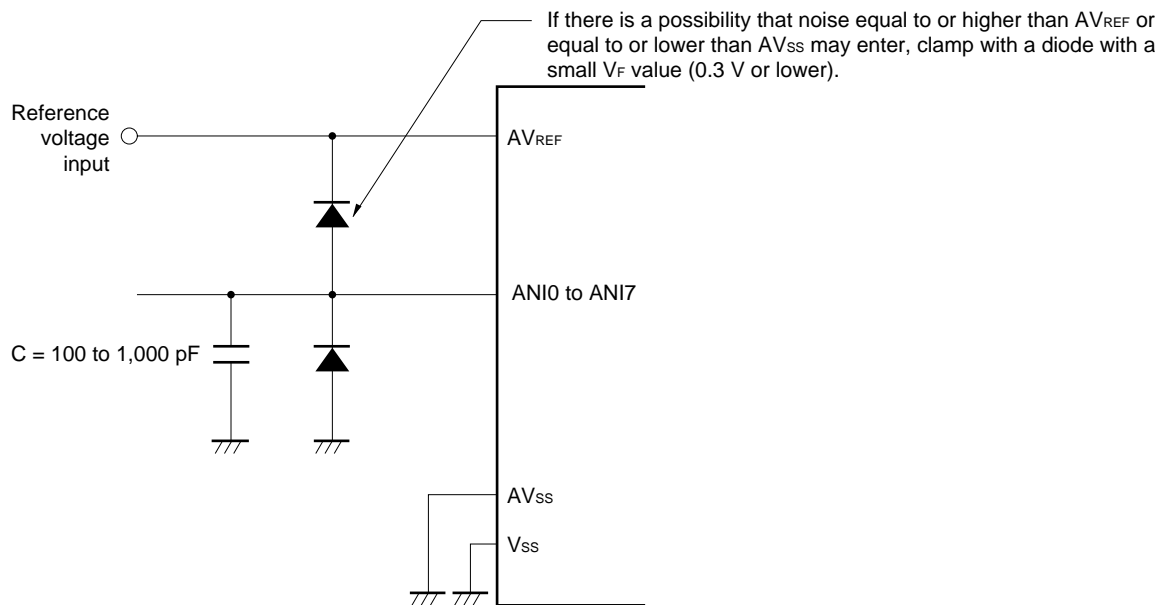 If there is a possibility that noise equal to or higher than AVREF or
equal to or lower than AVSS may enter, clamp with a diode with a
small VF value (0.3 V or lower).
Reference
voltage
input
AVREF
ANI0 to ANI7
C = 100 to 1,000 pF
AVSS
VSS